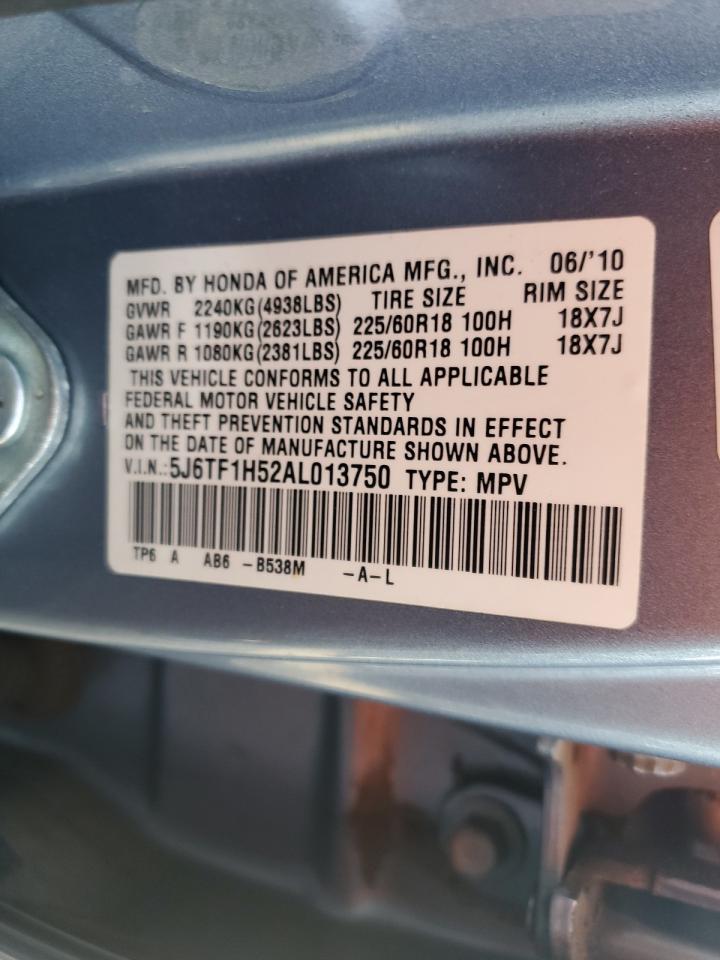 MFD. BY HONDA OF AMERICA MFG., INC. 06/'10
GVWR 2240KG(4938LBS) TIRE SIZE RIM SIZE
GAWR F 1190KG(2623LBS) 225/60R18 100H 18X7J
GAWR R 1080KG(2381LBS) 225/60R18 100H 18X7J
THIS VEHICLE CONFORMS TO ALL APPLICABLE
FEDERAL MOTOR VEHICLE SAFETY
AND THEFT PREVENTION STANDARDS IN EFFECT
ON THE DATE OF MANUFACTURE SHOWN ABOVE.
V.I.N.:5J6TF1H52AL013750 TYPE: MPV
TP6 A AB6 -B538M -A-L